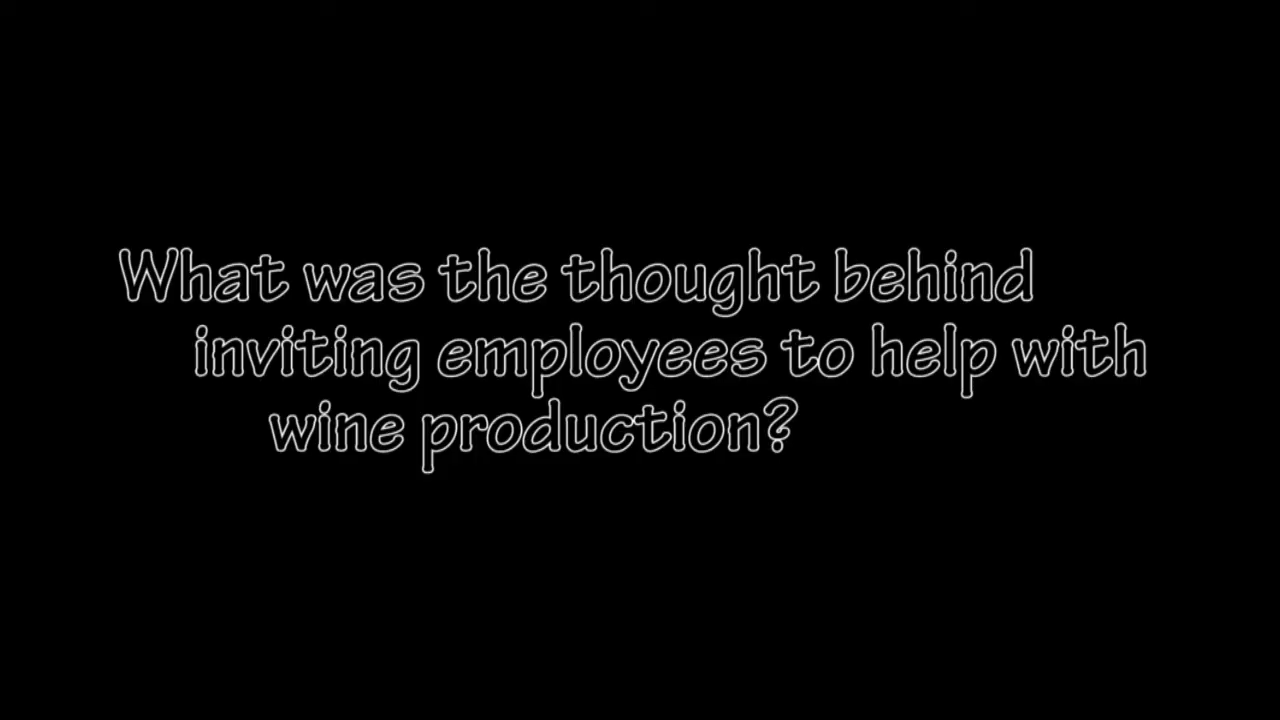 What was the thought behind
inviting employees to help with
wine production?